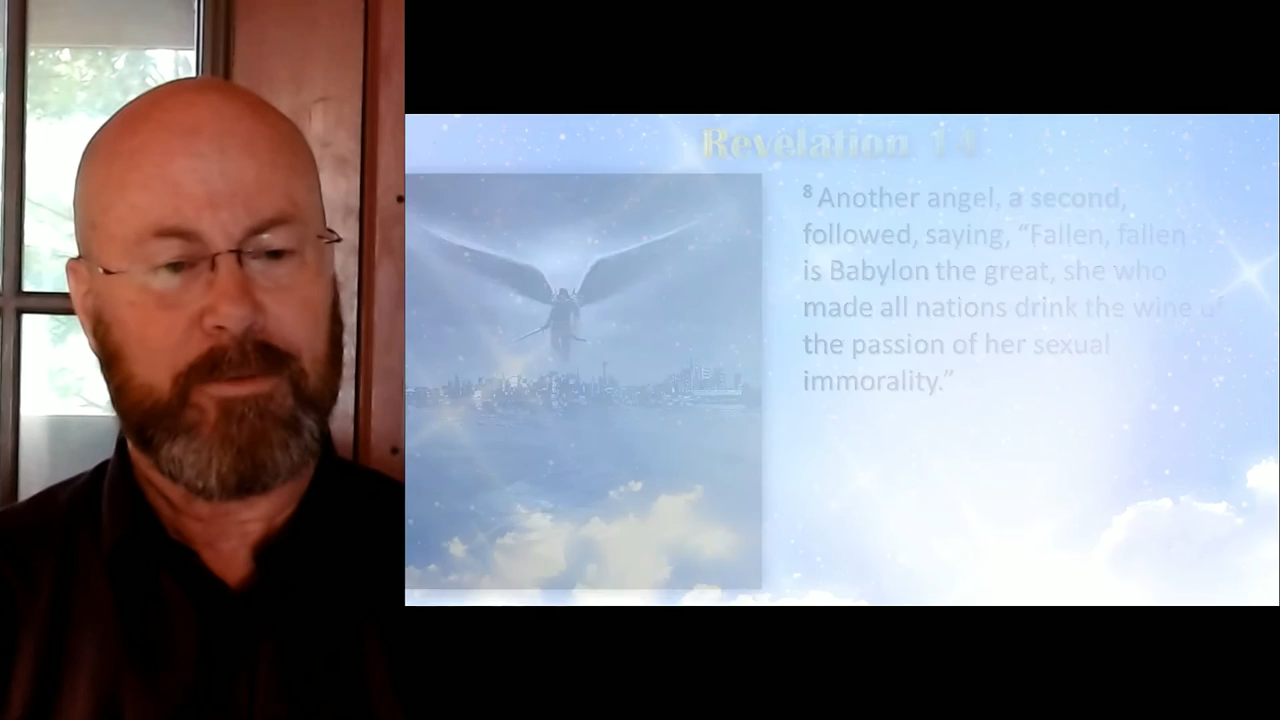 Revelation 14
8 Another angel, a second,
followed, saying, “Fallen, fallen
is Babylon the great, she who
made all nations drink the wine of
the passion of her sexual
immorality.”